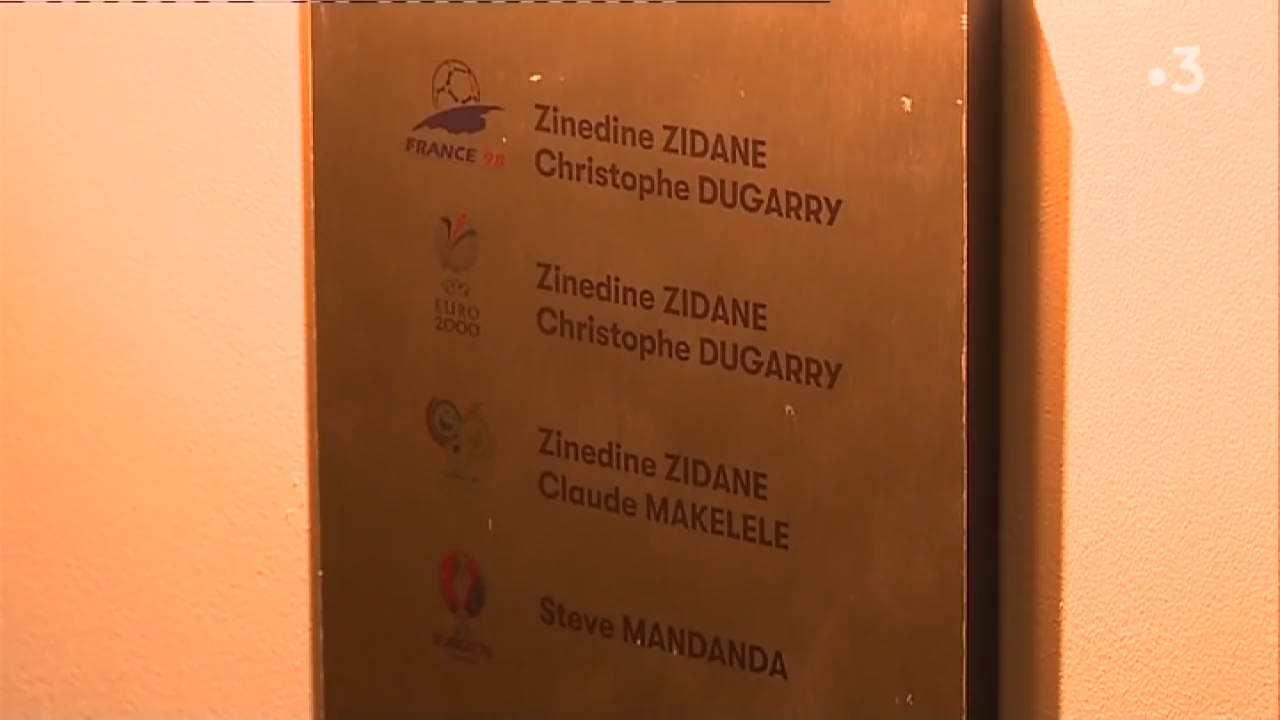 3
FRANCE 98
Zinedine ZIDANE
Christophe DUGARRY
EURO
2000
Zinedine ZIDANE
Christophe DUGARRY
Zinedine ZIDANE
Claude MAKELELE
Steve MANDANDA